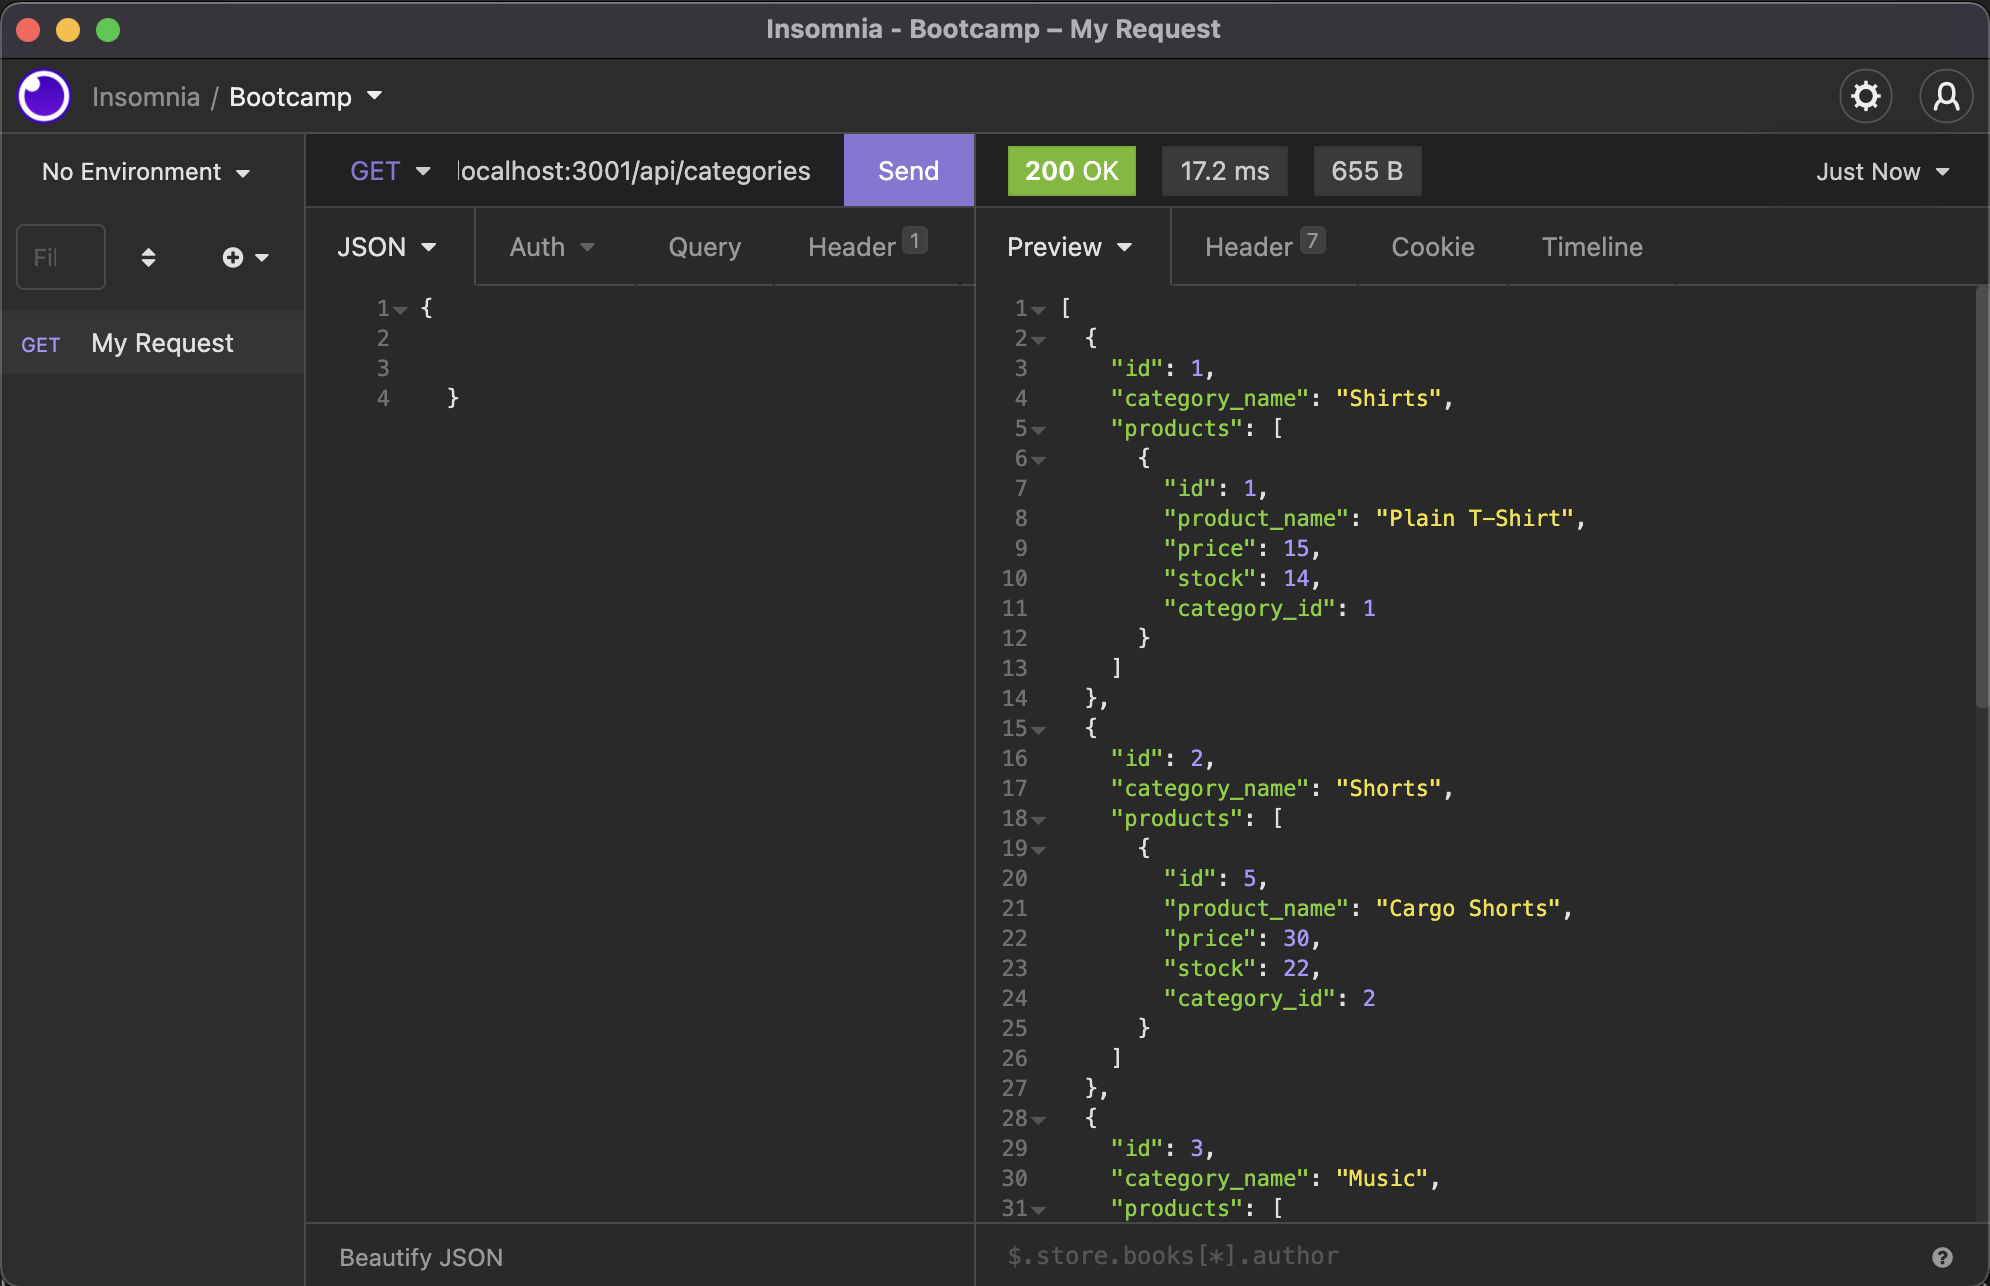 Insomnia - Bootcamp – My Request
Insomnia / Bootcamp
No Environment
GET localhost:3001/api/categories Send
200 OK 17.2 ms 655 B Just Now
Fil
JSON Auth Query Header 1
Preview Header 7 Cookie Timeline
GET My Request
1 {
2
3
4 }
1 [
2 {
3 "id": 1,
4 "category_name": "Shirts",
5 "products": [
6 {
7 "id": 1,
8 "product_name": "Plain T-Shirt",
9 "price": 15,
10 "stock": 14,
11 "category_id": 1
12 }
13 ]
14 },
15 {
16 "id": 2,
17 "category_name": "Shorts",
18 "products": [
19 {
20 "id": 5,
21 "product_name": "Cargo Shorts",
22 "price": 30,
23 "stock": 22,
24 "category_id": 2
25 }
26 ]
27 },
28 {
29 "id": 3,
30 "category_name": "Music",
31 "products": [
Beautify JSON
$.store.books[*].author